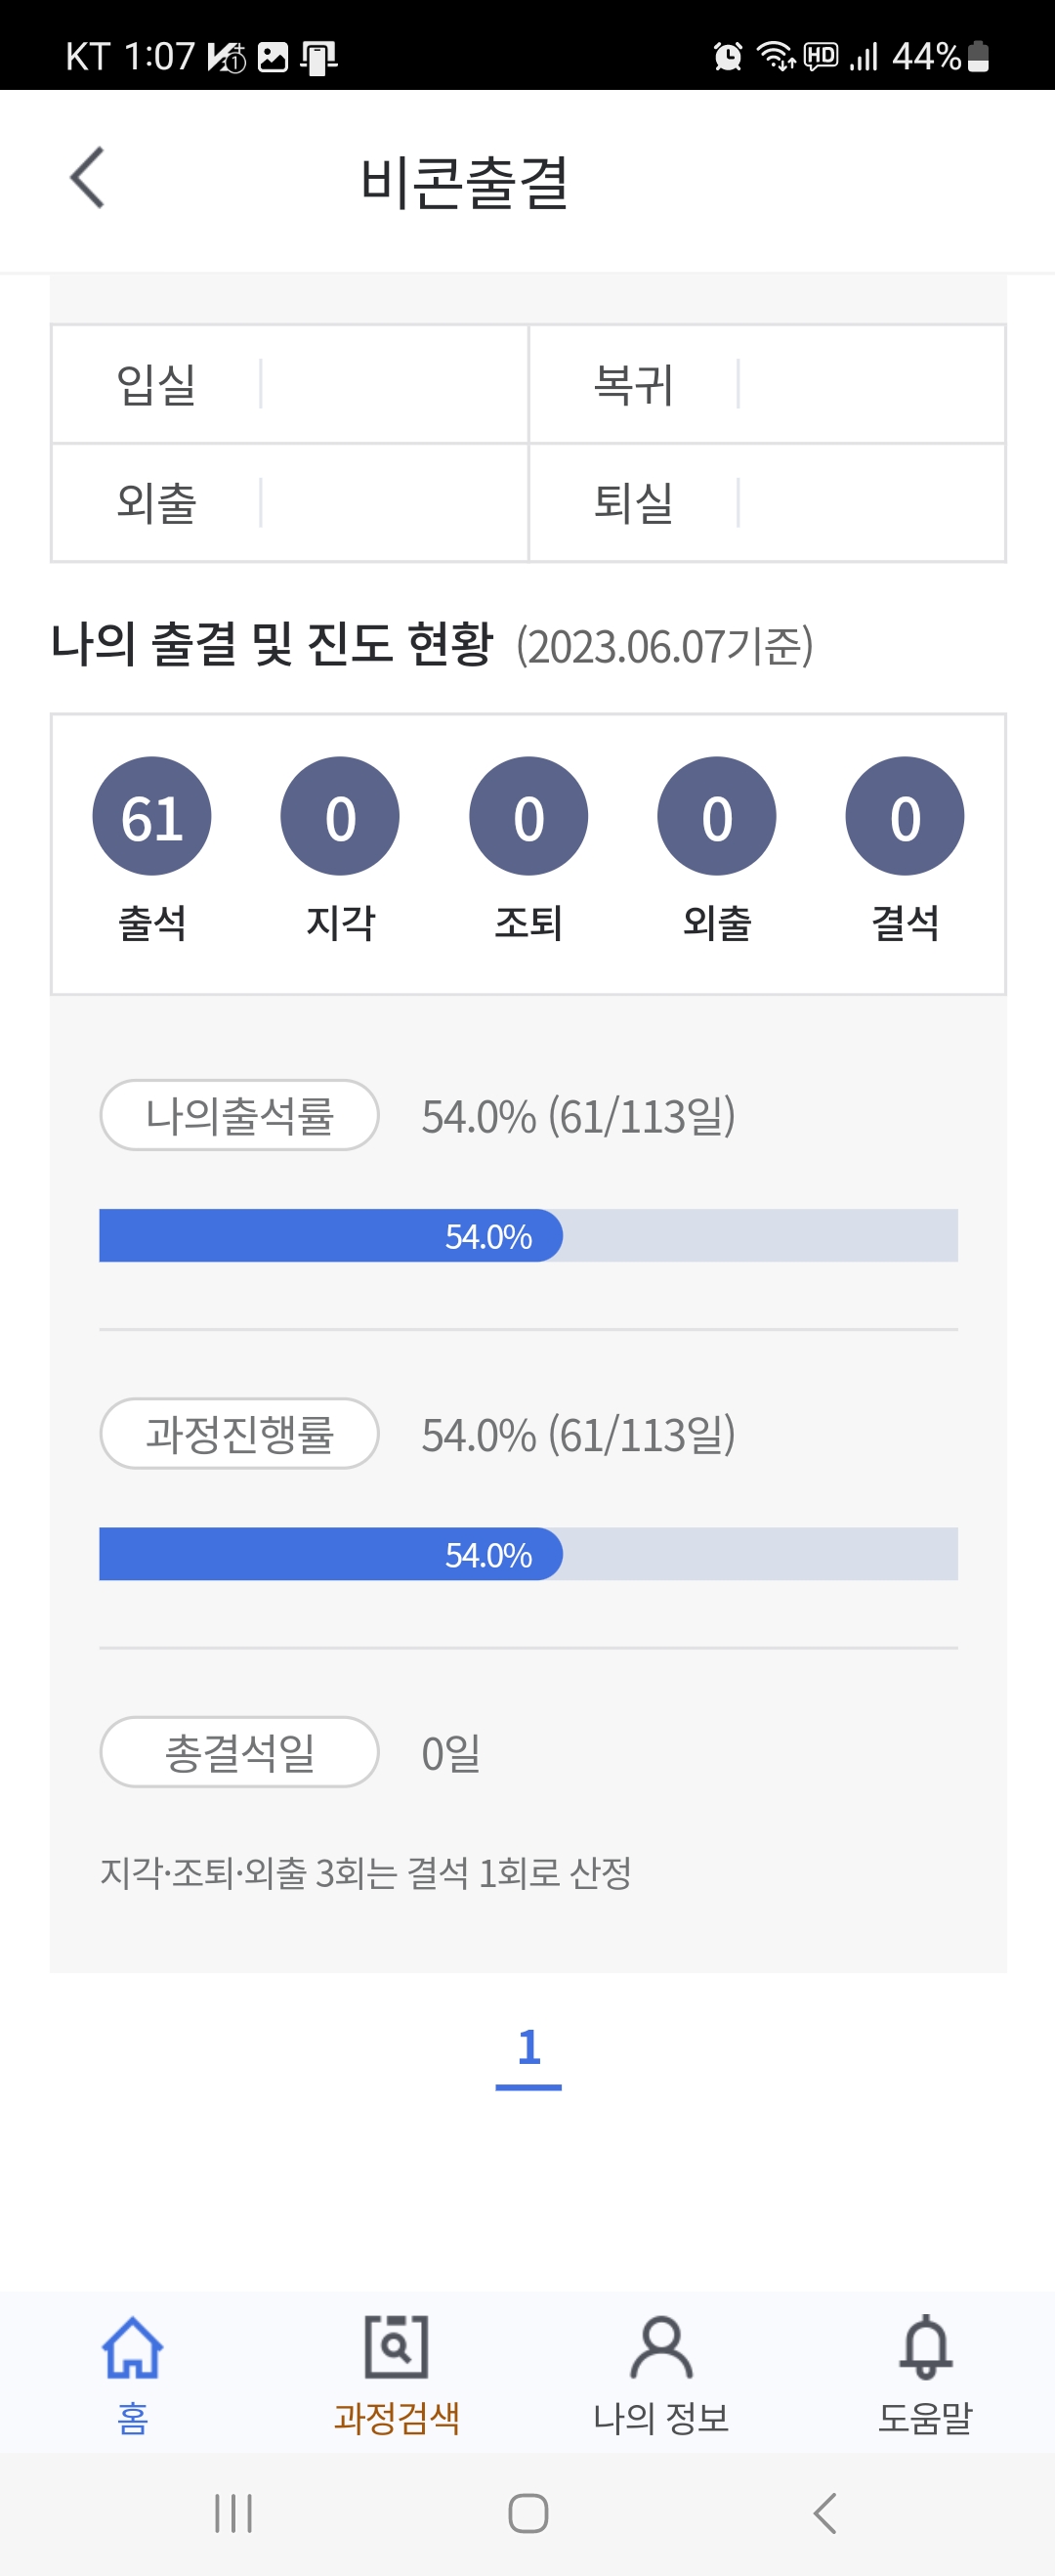 KT 1:07 44%
비콘출결
입실 복귀
외출 퇴실
나의 출결 및 진도 현황 (2023.06.07기준)
61 0 0 0 0
출석 지각 조퇴 외출 결석
나의출석률 54.0% (61/113일)
54.0%
과정진행률 54.0% (61/113일)
54.0%
총결석일 0일
지각·조퇴·외출 3회는 결석 1회로 산정
1
홈 과정검색 나의 정보 도움말